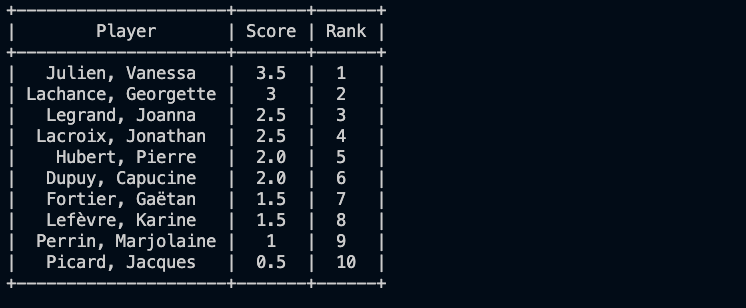 +---------------------+-------+------+
|        Player       | Score | Rank |
+---------------------+-------+------+
|   Julien, Vanessa   |  3.5  |  1   |
| Lachance, Georgette |   3   |  2   |
|   Legrand, Joanna   |  2.5  |  3   |
|  Lacroix, Jonathan  |  2.5  |  4   |
|    Hubert, Pierre   |  2.0  |  5   |
|   Dupuy, Capucine   |  2.0  |  6   |
|   Fortier, Gaëtan   |  1.5  |  7   |
|   Lefèvre, Karine   |  1.5  |  8   |
|  Perrin, Marjolaine |   1   |  9   |
|   Picard, Jacques   |  0.5  |  10  |
+---------------------+-------+------+